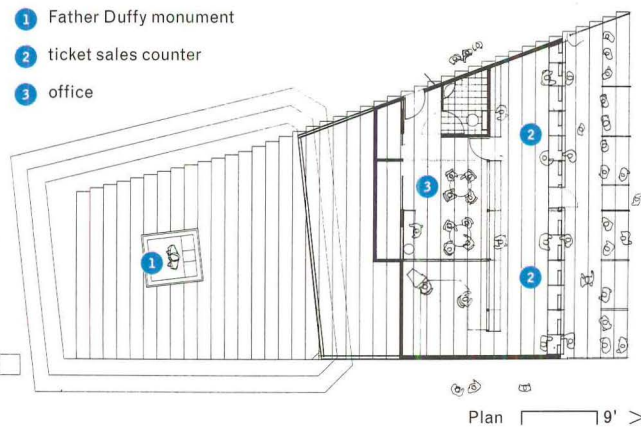 1 Father Duffy monument
2 ticket sales counter
3 office
2
3
1
2
Plan 9' >